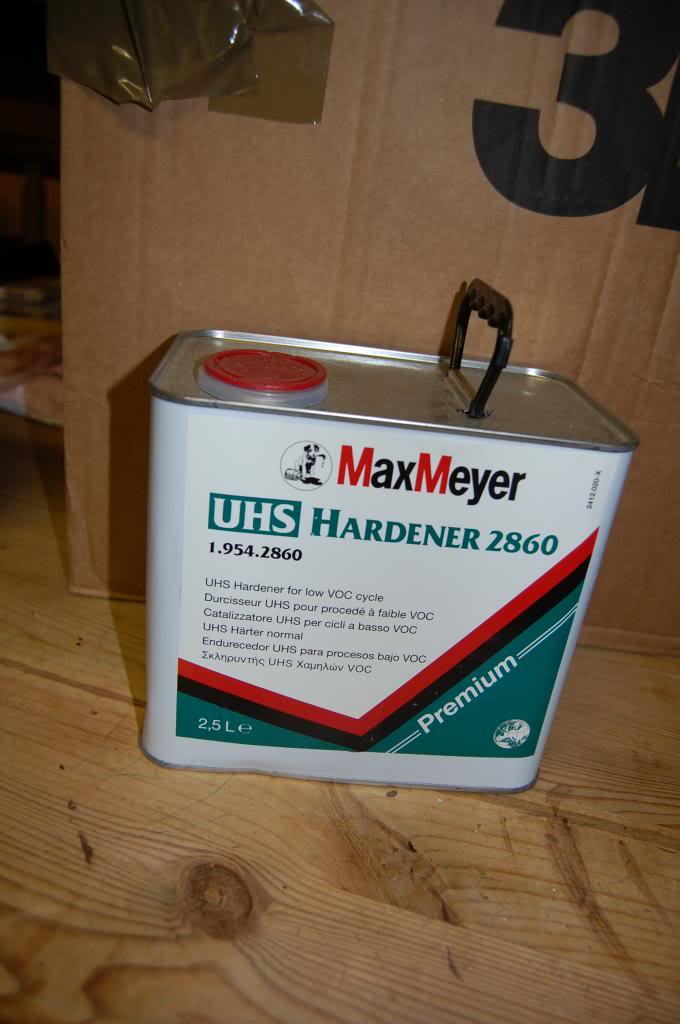 3
MaxMeyer
2412.020-X
UHS HARDENER 2860
1.954.2860
UHS Hardener for low VOC cycle
Durcisseur UHS pour procedé à faible VOC
Catalizzatore UHS per cicli a basso VOC
UHS Härter normal
Endurecedor UHS para procesos bajo VOC
Σκληρυντής UHS Χαμηλών VOC
Premium
2,5 L ℮